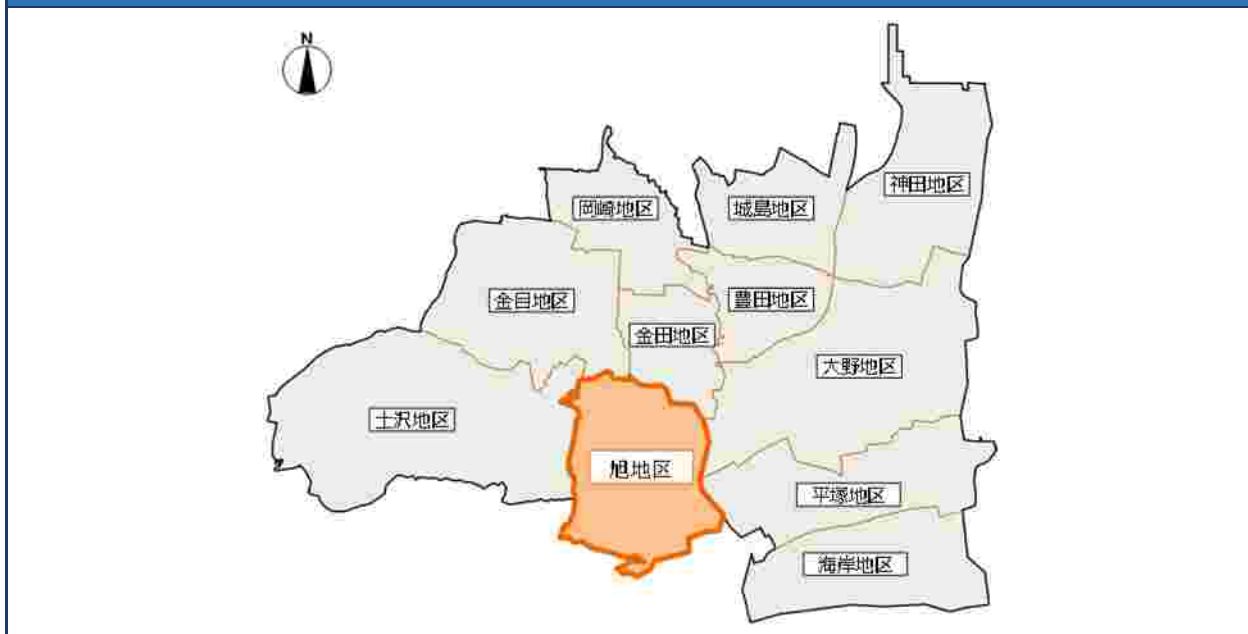 N
神田地区
岡崎地区
城島地区
金目地区
豊田地区
金田地区
大野地区
土沢地区
旭地区
平塚地区
海岸地区